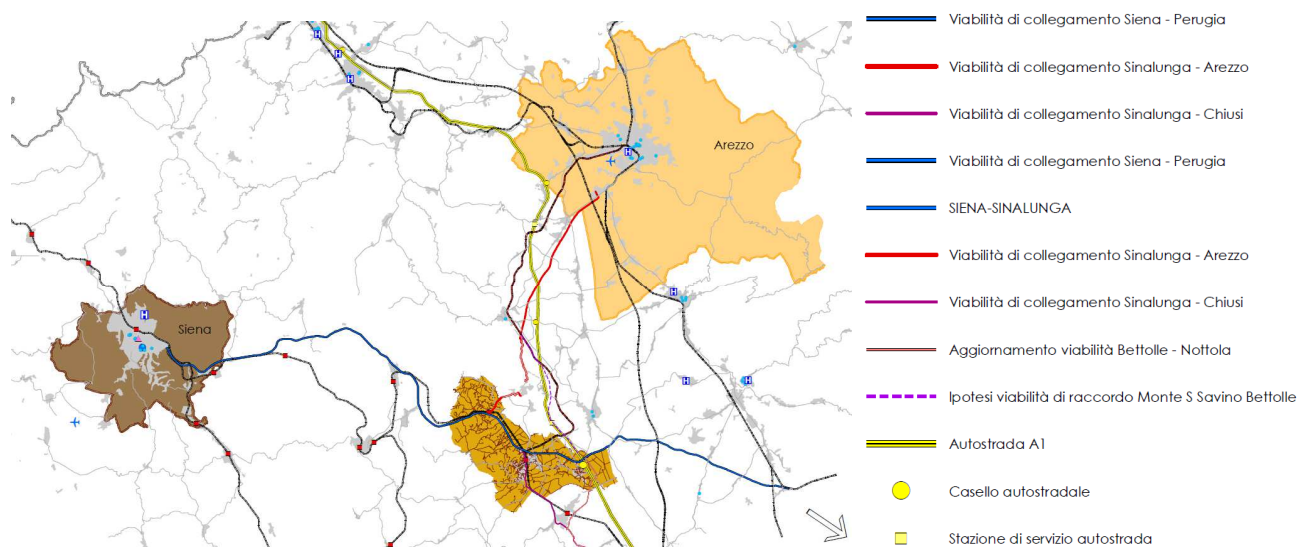 Viabilità di collegamento Siena - Perugia
Viabilità di collegamento Sinalunga - Arezzo
Viabilità di collegamento Sinalunga - Chiusi
Viabilità di collegamento Siena - Perugia
SIENA-SINALUNGA
Viabilità di collegamento Sinalunga - Arezzo
Viabilità di collegamento Sinalunga - Chiusi
Aggiornamento viabilità Bettolle - Nottola
Ipotesi viabilità di raccordo Monte S Savino Bettolle
Autostrada A1
Casello autostradale
Stazione di servizio autostrada
H
H
H
Arezzo
H
H
H
Siena
H
H